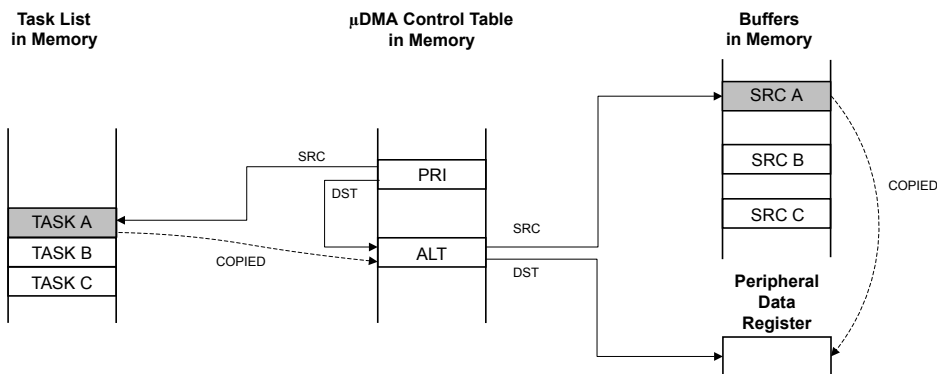 Task List
in Memory
µDMA Control Table
in Memory
Buffers
in Memory
SRC A
SRC
PRI
SRC B
COPIED
DST
TASK A
SRC C
SRC
TASK B
ALT
COPIED
DST
TASK C
Peripheral
Data
Register